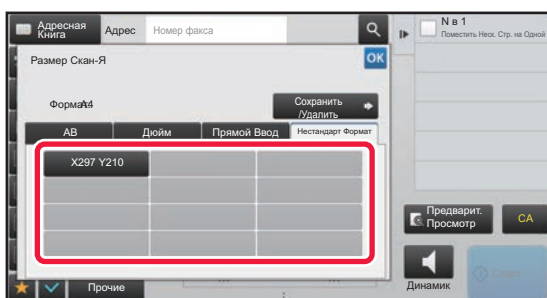 Адресная
Книга
Адрес
Номер факса
N в 1
Поместить Неск. Стр. на Одной
Размер Скан-Я
OK
Формат
A4
Сохранить
/Удалить
АВ
Дюйм
Прямой Ввод
Нестандарт Формат
X297 Y210
Предварит.
Просмотр
CA
Прочие
Динамик
Старт